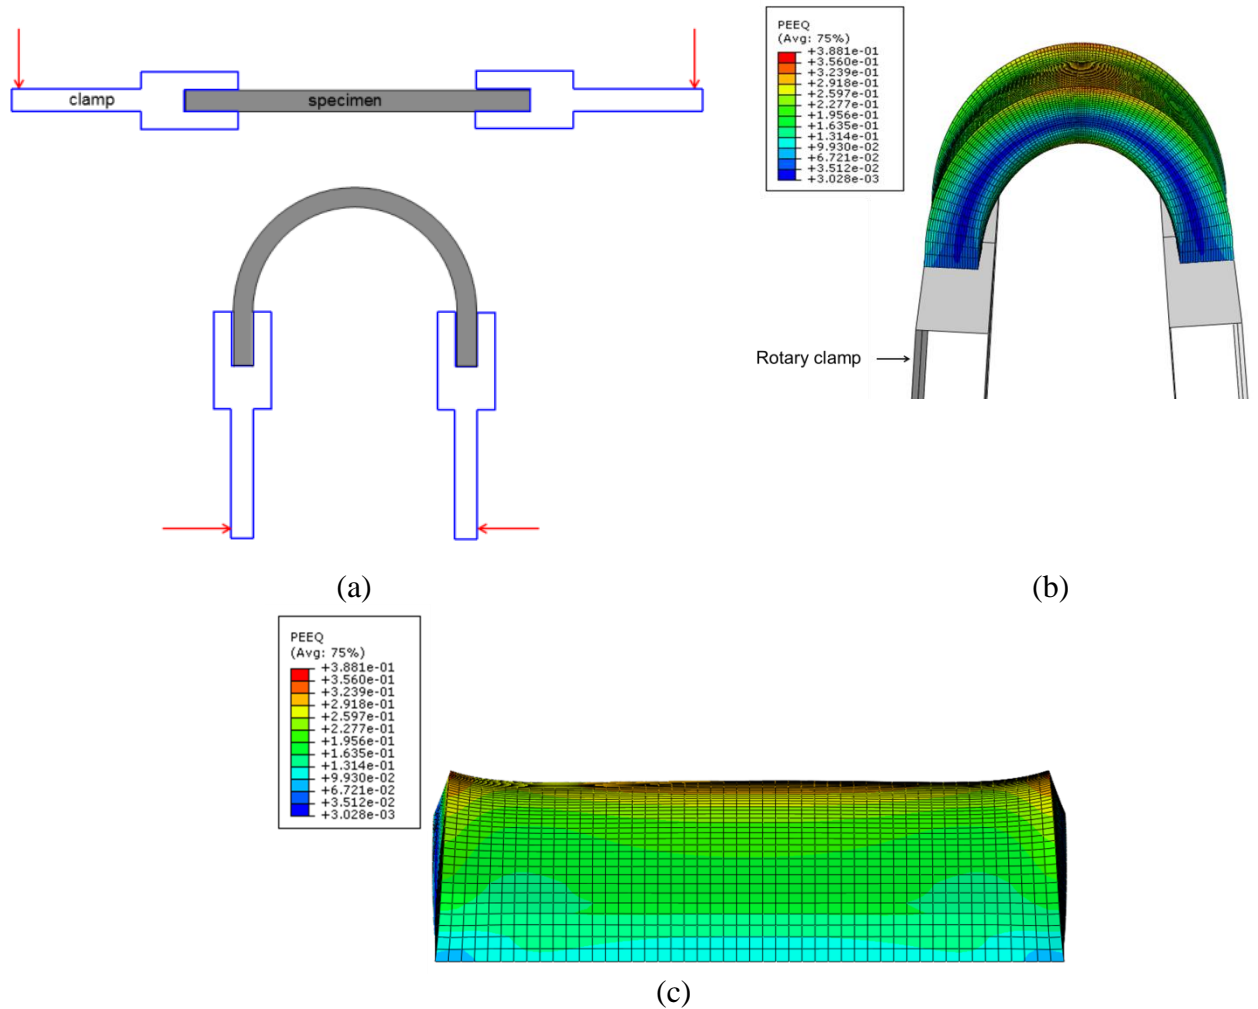 clamp
specimen
(a)
PEEQ
(Avg: 75%)
+3.881e-01
+3.560e-01
+3.239e-01
+2.918e-01
+2.597e-01
+2.277e-01
+1.956e-01
+1.635e-01
+1.314e-01
+9.930e-02
+6.721e-02
+3.512e-02
+3.028e-03
Rotary clamp
(b)
PEEQ
(Avg: 75%)
+3.881e-01
+3.560e-01
+3.239e-01
+2.918e-01
+2.597e-01
+2.277e-01
+1.956e-01
+1.635e-01
+1.314e-01
+9.930e-02
+6.721e-02
+3.512e-02
+3.028e-03
(c)